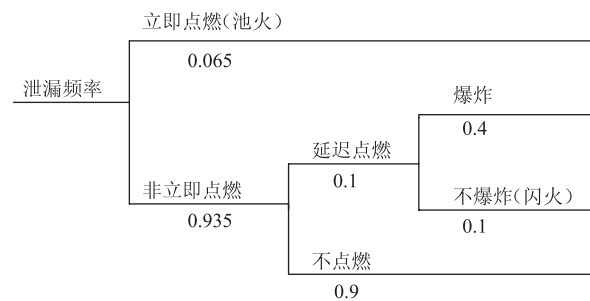 立即点燃(池火)
0.065
泄漏频率
爆炸
0.4
延迟点燃
0.1
非立即点燃
0.935
不爆炸(闪火)
0.1
不点燃
0.9